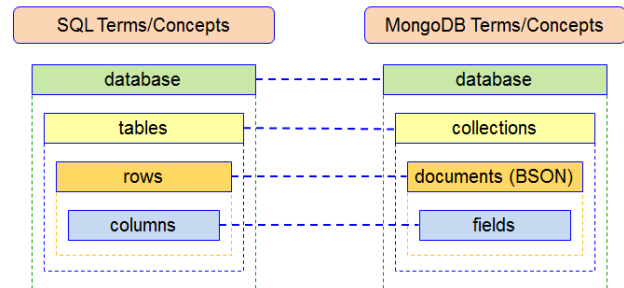 SQL Terms/Concepts
MongoDB Terms/Concepts
database
database
tables
collections
rows
documents (BSON)
columns
fields